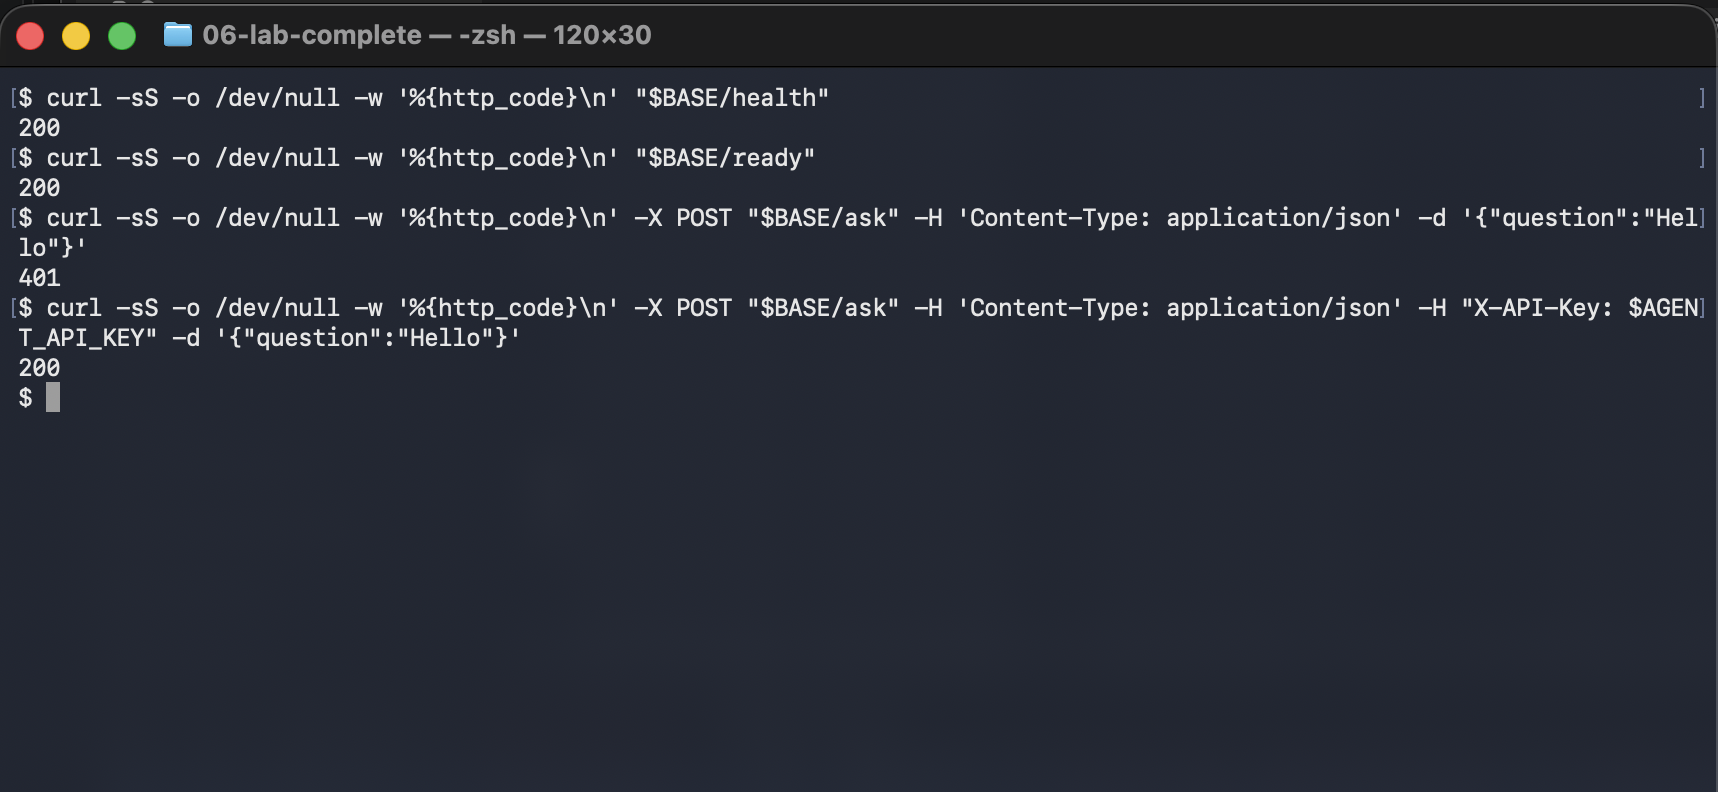 06-lab-complete — -zsh — 120×30
[$ curl -sS -o /dev/null -w '%{http_code}\n' "$BASE/health" ]
200
[$ curl -sS -o /dev/null -w '%{http_code}\n' "$BASE/ready" ]
200
[$ curl -sS -o /dev/null -w '%{http_code}\n' -X POST "$BASE/ask" -H 'Content-Type: application/json' -d '{"question":"Hel]
lo"}'
401
[$ curl -sS -o /dev/null -w '%{http_code}\n' -X POST "$BASE/ask" -H 'Content-Type: application/json' -H "X-API-Key: $AGEN]
T_API_KEY" -d '{"question":"Hello"}'
200
$